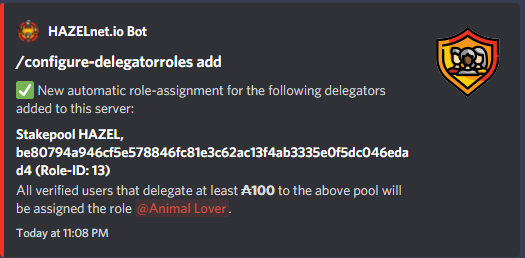 HAZELnet.io Bot
/configure-delegatorroles add
✅ New automatic role-assignment for the following delegators
added to this server:
Stakepool HAZEL,
be80794a946cf5e578846fc81e3c62ac13f4ab3335e0f5dc046eda
d4 (Role-ID: 13)
All verified users that delegate at least ₳100 to the above pool will
be assigned the role @Animal Lover.
Today at 11:08 PM